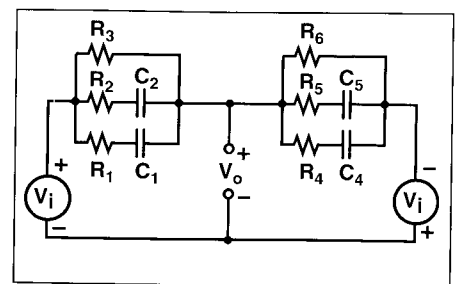 R3 R6
R2 C2 R5 C5
R1 C1 R4 C4
+ + −
Vi Vo Vi
− − +